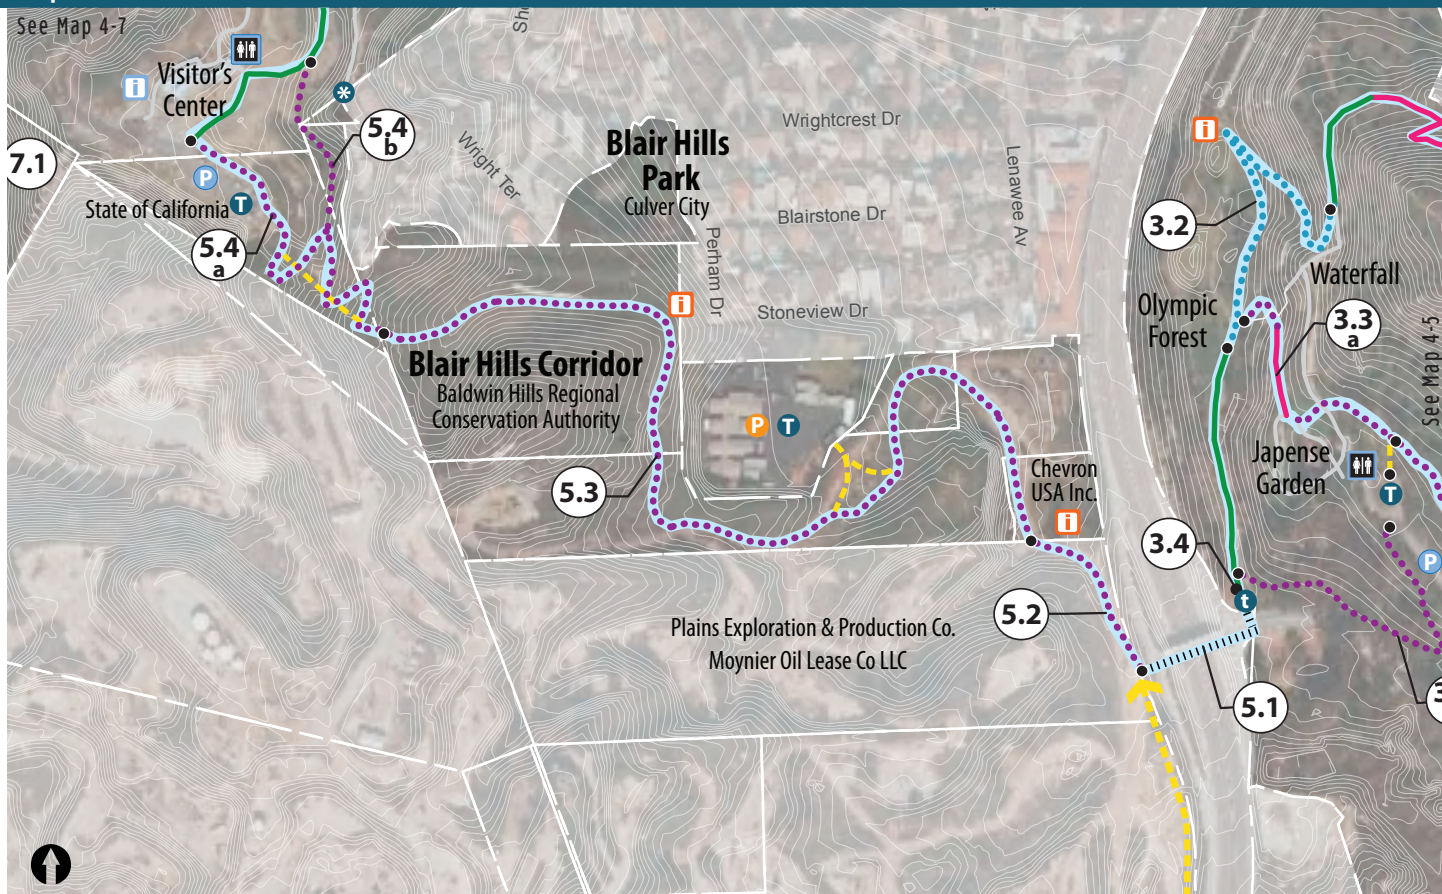 See Map 4-7
Visitor's
Center
i
*
5.4
b
7.1
P
State of California
T
5.4
a
Sh
Wright Ter
Blair Hills
Park
Culver City
Wrightcrest Dr
Blairstone Dr
Lenawee Av
Perham Dr
Stoneview Dr
i
Blair Hills Corridor
Baldwin Hills Regional
Conservation Authority
P
T
5.3
Chevron
USA Inc.
i
5.2
Plains Exploration & Production Co.
Moynier Oil Lease Co LLC
i
3.2
Waterfall
Olympic
Forest
3.3
a
See Map 4-5
Japense
Garden
T
3.4
t
P
5.1
3